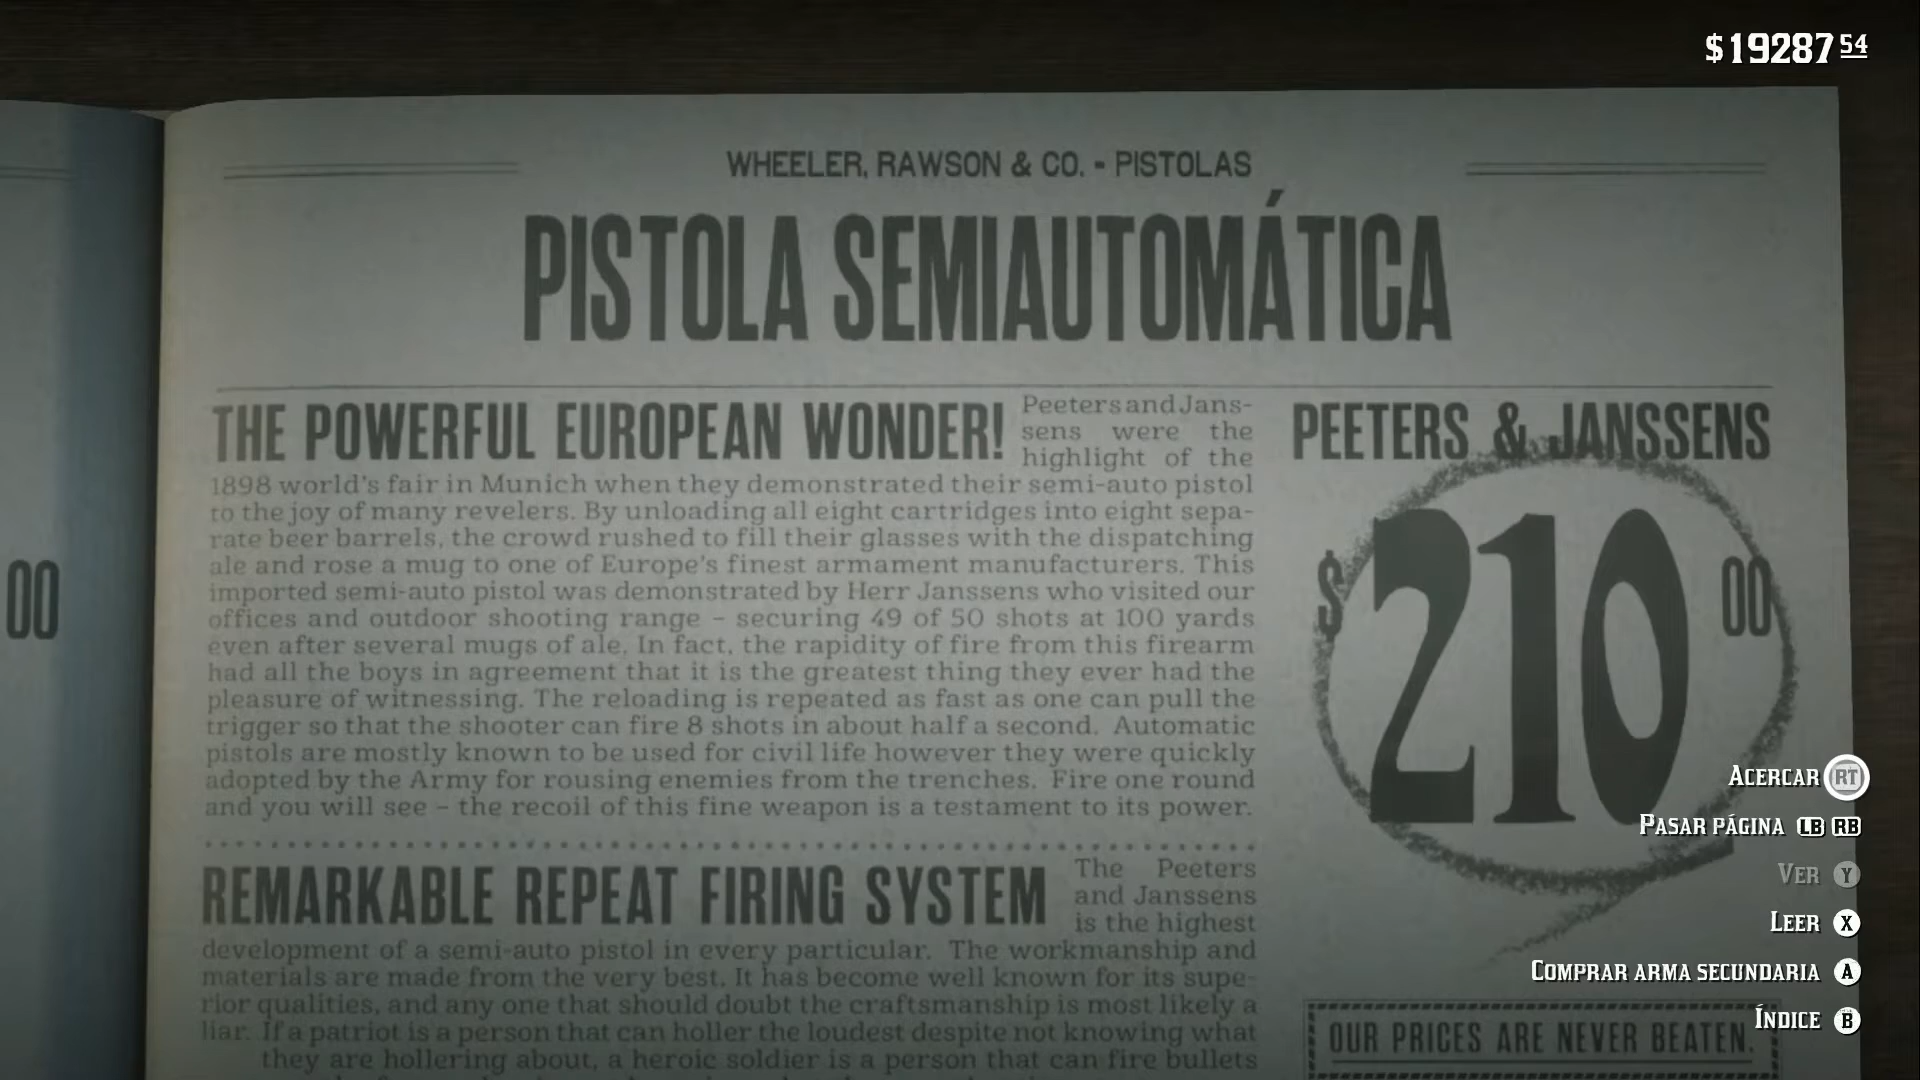 $19287 54
WHEELER, RAWSON & CO. - PISTOLAS
PISTOLA SEMIAUTOMÁTICA
THE POWERFUL EUROPEAN WONDER!
Peeters and Jans-
sens were the
highlight of the
1898 world's fair in Munich when they demonstrated their semi-auto pistol
to the joy of many revelers. By unloading all eight cartridges into eight sepa-
rate beer barrels, the crowd rushed to fill their glasses with the dispatching
ale and rose a mug to one of Europe's finest armament manufacturers. This
imported semi-auto pistol was demonstrated by Herr Janssens who visited our
offices and outdoor shooting range – securing 49 of 50 shots at 100 yards
even after several mugs of ale. In fact, the rapidity of fire from this firearm
had all the boys in agreement that it is the greatest thing they ever had the
pleasure of witnessing. The reloading is repeated as fast as one can pull the
trigger so that the shooter can fire 8 shots in about half a second. Automatic
pistols are mostly known to be used for civil life however they were quickly
adopted by the Army for rousing enemies from the trenches. Fire one round
and you will see – the recoil of this fine weapon is a testament to its power.
REMARKABLE REPEAT FIRING SYSTEM
The Peeters
and Janssens
is the highest
development of a semi-auto pistol in every particular. The workmanship and
materials are made from the very best. It has become well known for its supe-
rior qualities, and any one that should doubt the craftsmanship is most likely a
liar. If a patriot is a person that can holler the loudest despite not knowing what
they are hollering about, a heroic soldier is a person that can fire bullets
PEETERS & JANSSENS
$210 00
OUR PRICES ARE NEVER BEATEN.
00
ACERCAR RT
PASAR PÁGINA LB RB
VER Y
LEER X
COMPRAR ARMA SECUNDARIA A
ÍNDICE B